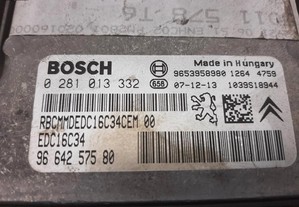 BOSCH
Made in Hungary
9653958980 1264 4759
0 281 013 332
658
07-12-13 1039S18944
RBCMMDEDC16C34CEM 00
EDC16C34
96 642 575 80